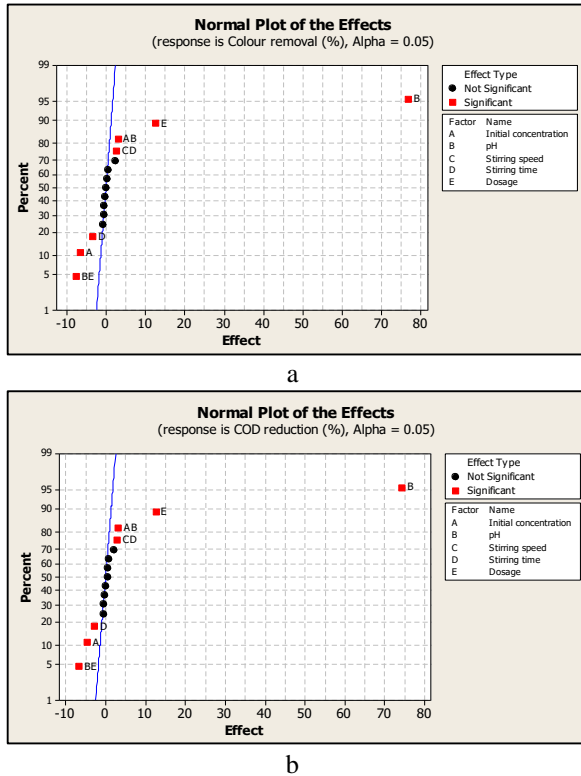 Normal Plot of the Effects
(response is Colour removal (%), Alpha = 0.05)
99
95
90
80
70
60
50
40
30
20
10
5
1
Percent
B
E
AB
CD
D
A
BE
-10 0 10 20 30 40 50 60 70 80
Effect
Effect Type
Not Significant
Significant
Factor Name
A Initial concentration
B pH
C Stirring speed
D Stirring time
E Dosage
a
Normal Plot of the Effects
(response is COD reduction (%), Alpha = 0.05)
99
95
90
80
70
60
50
40
30
20
10
5
1
Percent
B
E
AB
CD
D
A
BE
-10 0 10 20 30 40 50 60 70 80
Effect
Effect Type
Not Significant
Significant
Factor Name
A Initial concentration
B pH
C Stirring speed
D Stirring time
E Dosage
b